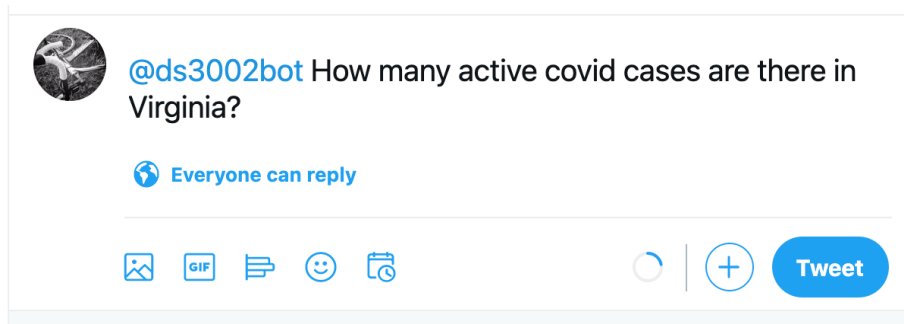 @ds3002bot How many active covid cases are there in
Virginia?
Everyone can reply
GIF
Tweet